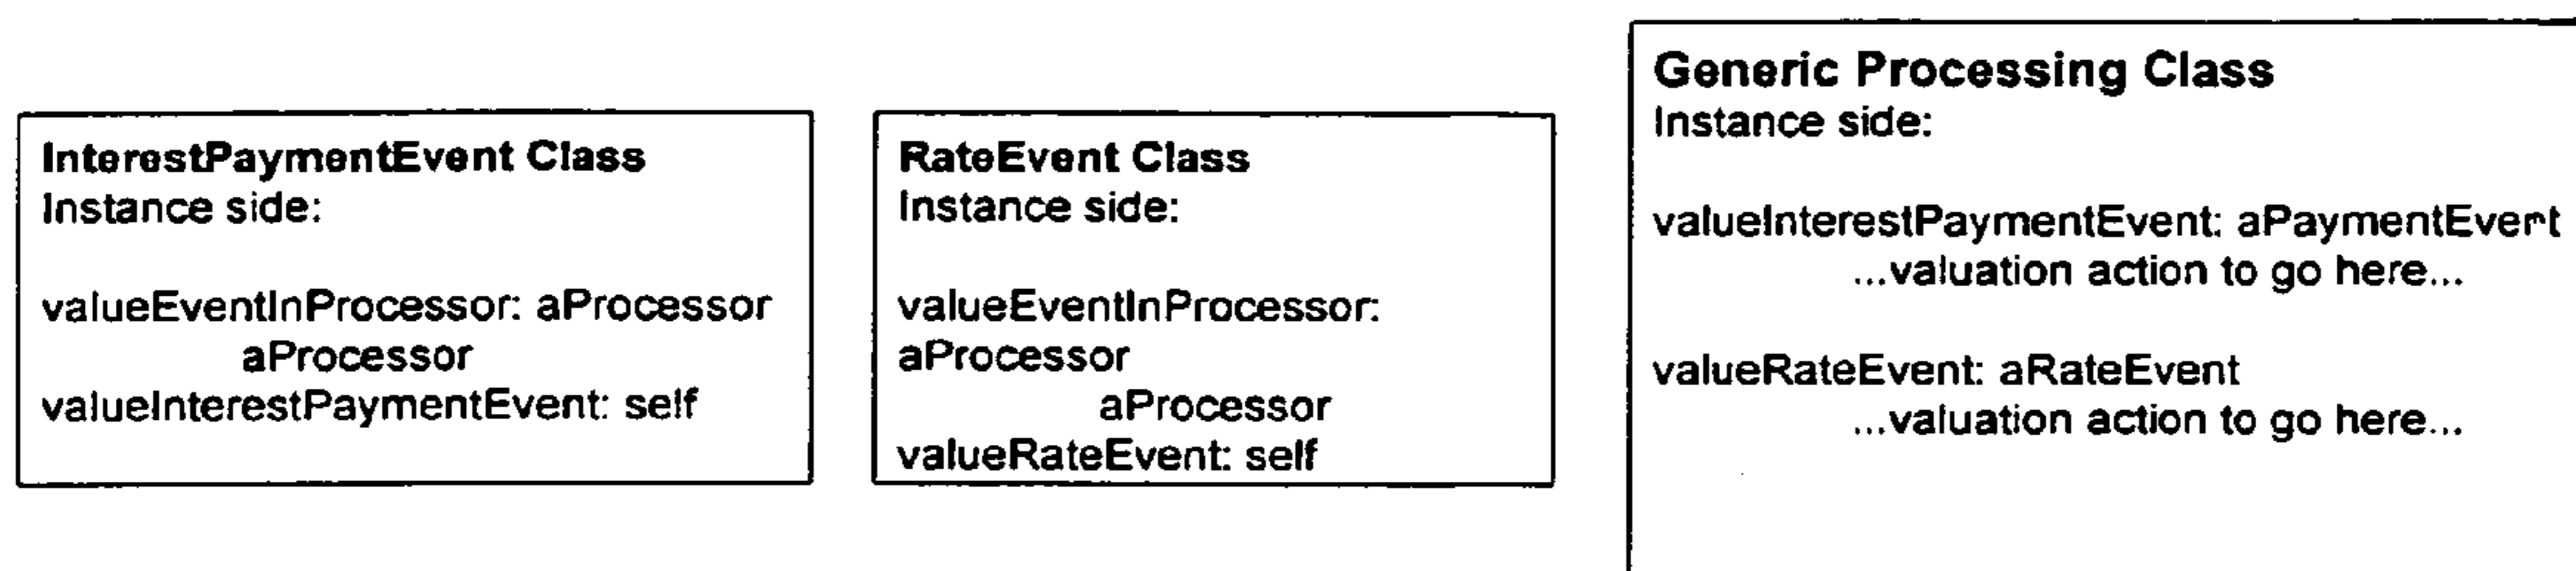 InterestPaymentEvent Class
Instance side:
valueEventInProcessor: aProcessor
aProcessor
valueInterestPaymentEvent: self
RateEvent Class
Instance side:
valueEventInProcessor:
aProcessor
aProcessor
valueRateEvent: self
Generic Processing Class
Instance side:
valueInterestPaymentEvent: aPaymentEvent
...valuation action to go here...
valueRateEvent: aRateEvent
...valuation action to go here...